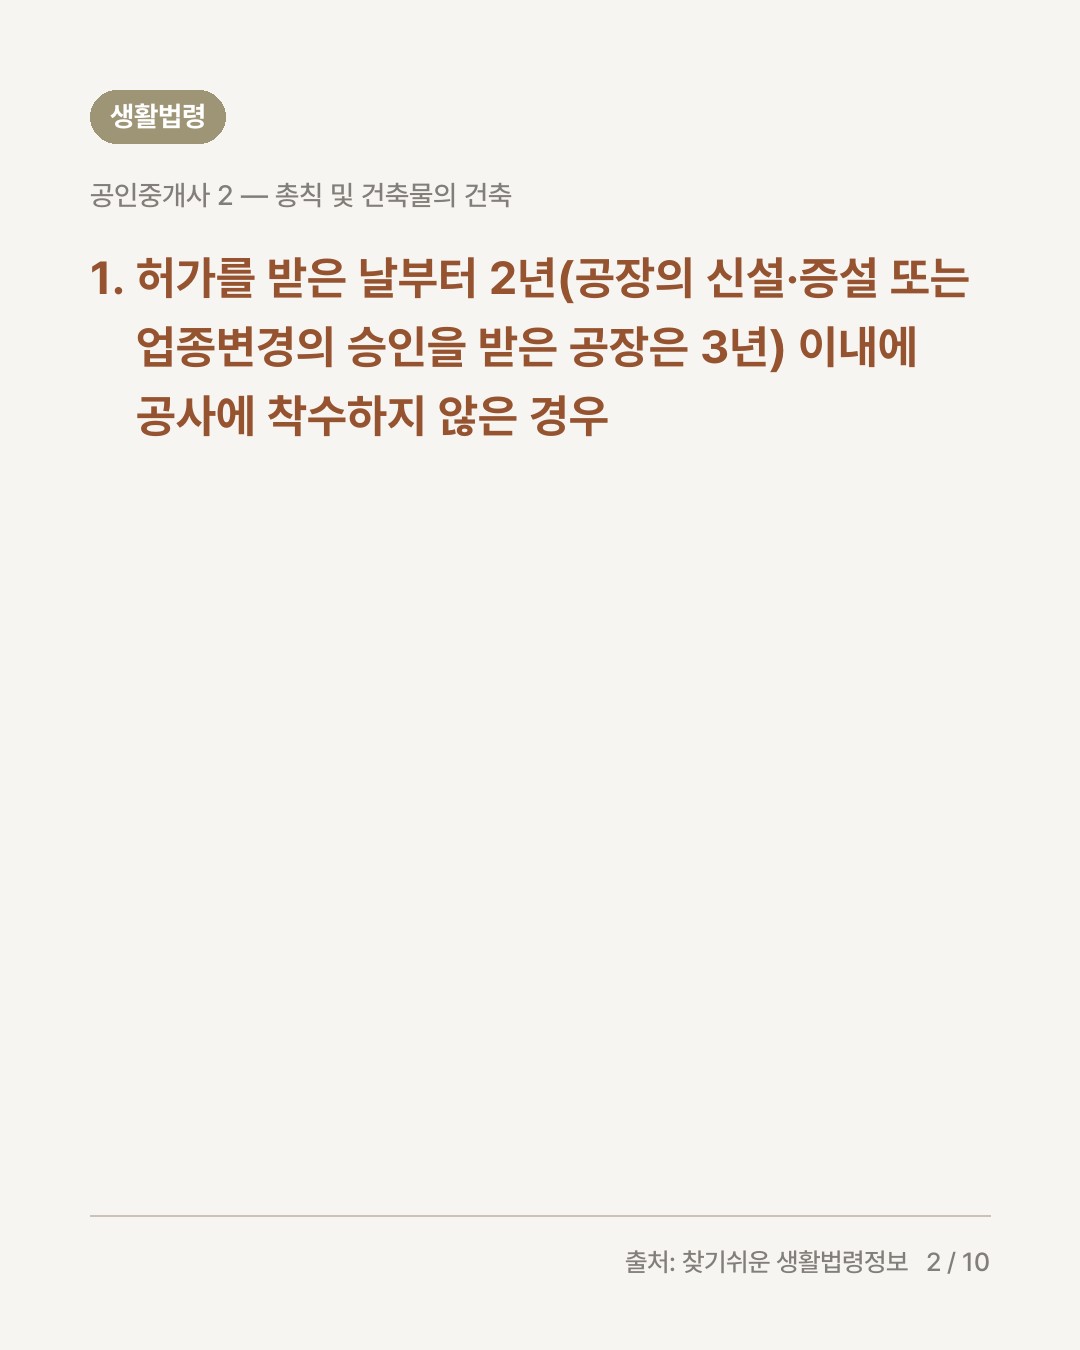 생활법령
공인중개사 2 — 총칙 및 건축물의 건축
1. 허가를 받은 날부터 2년(공장의 신설·증설 또는
업종변경의 승인을 받은 공장은 3년) 이내에
공사에 착수하지 않은 경우
출처: 찾기쉬운 생활법령정보 2 / 10